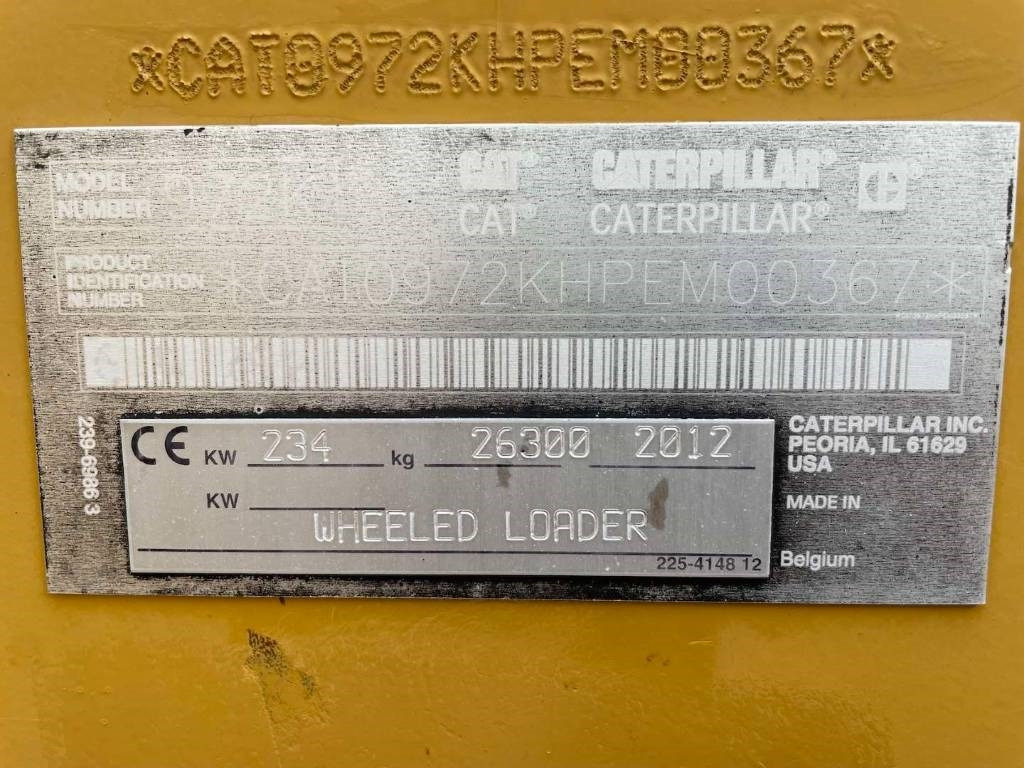 *CAT0972KHPEM00367*
MODEL
NUMBER
CAT® CATERPILLAR®
CAT® CATERPILLAR®
PRODUCT
IDENTIFICATION
NUMBER
*CAT0972KHPEM00367*
239-6986 3
CE KW 234 kg 26300 2012
KW
WHEELED LOADER
225-4148 12
CATERPILLAR INC.
PEORIA, IL 61629
USA
MADE IN
Belgium